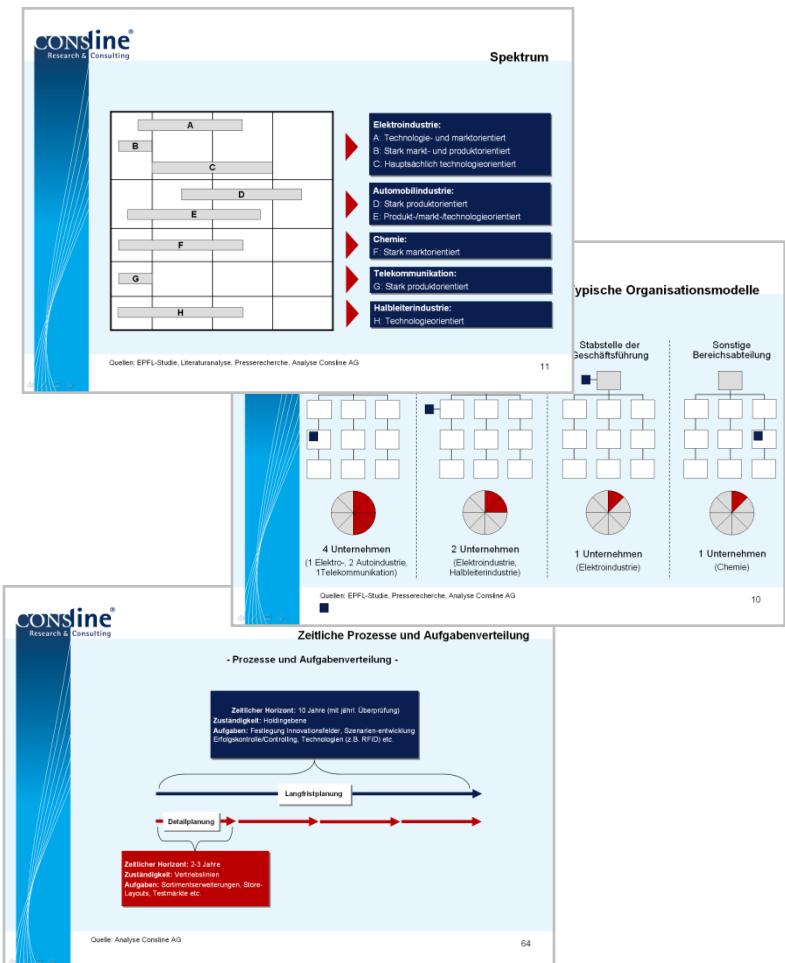 consline®
Research & Consulting
Spektrum
A
B
C
D
E
F
G
H
Elektroindustrie:
A: Technologie- und marktorientiert
B: Stark markt- und produktorientiert
C: Hauptsächlich technologieorientiert
Automobilindustrie:
D: Stark produktorientiert
E: Produkt-/markt-/technologieorientiert
Chemie:
F: Stark marktorientiert
Telekommunikation:
G: Stark produktorientiert
Halbleiterindustrie:
H: Technologieorientiert
Quellen: EPFL-Studie, Literaturanalyse, Presserecherche, Analyse Consline AG
11
ypische Organisationsmodelle
Stabstelle der
Geschäftsführung
Sonstige
Bereichsabteilung
4 Unternehmen
(1 Elektro-, 2 Autoindustrie,
1Telekommunikation)
2 Unternehmen
(Elektroindustrie,
Halbleiterindustrie)
1 Unternehmen
(Elektroindustrie)
1 Unternehmen
(Chemie)
Quellen: EPFL-Studie, Presserecherche, Analyse Consline AG
10
consline®
Research & Consulting
Zeitliche Prozesse und Aufgabenverteilung
- Prozesse und Aufgabenverteilung -
Zeitlicher Horizont: 10 Jahre (mit jährl. Überprüfung)
Zuständigkeit: Holdingebene
Aufgaben: Festlegung Innovationsfelder, Szenarien-entwicklung
Erfolgskontrolle/Controlling, Technologien (z.B. RFID) etc.
Langfristplanung
Detailplanung
Zeitlicher Horizont: 2-3 Jahre
Zuständigkeit: Vertriebslinien
Aufgaben: Sortimentserweiterungen, Store-
Layouts, Testmärkte etc.
Quelle: Analyse Consline AG
64